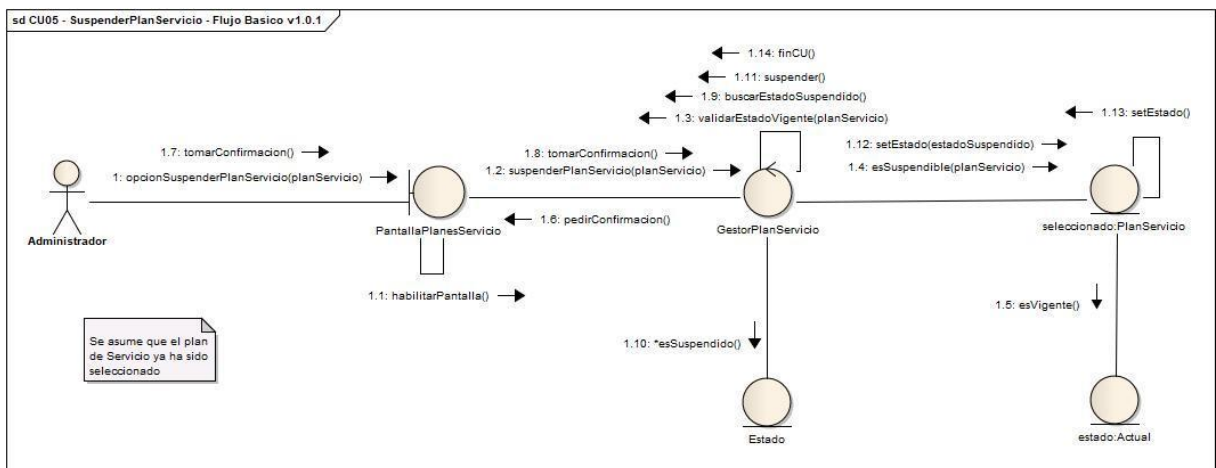 sd CU05 - SuspenderPlanServicio - Flujo Basico v1.0.1
1.14: finCU()
1.11: suspender()
1.9: buscarEstadoSuspendido()
1.3: validarEstadoVigente(planServicio)
1.13: setEstado()
1.7: tomarConfirmacion()
1: opcionSuspenderPlanServicio(planServicio)
1.8: tomarConfirmacion()
1.2: suspenderPlanServicio(planServicio)
1.12: setEstado(estadoSuspendido)
1.4: esSuspendible(planServicio)
1.6: pedirConfirmacion()
Administrador
PantallaPlanesServicio
GestorPlanServicio
seleccionado:PlanServicio
1.1: habilitarPantalla()
1.5: esVigente()
Se asume que el plan
de Servicio ya ha sido
seleccionado
1.10: *esSuspendido()
Estado
estado:Actual